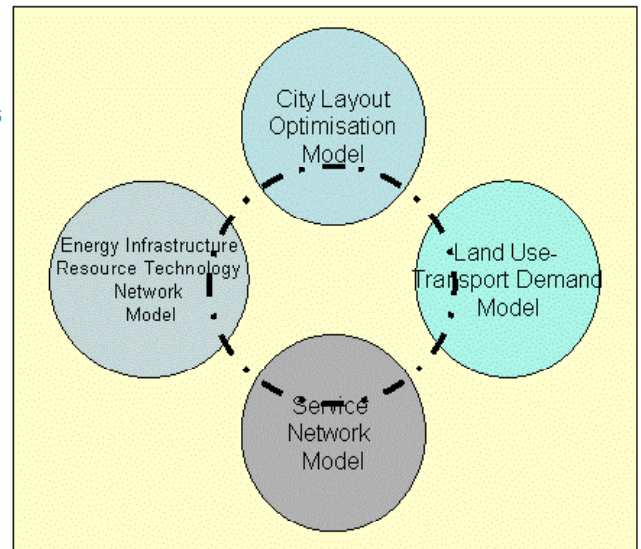 City Layout
Optimisation
Model
Energy Infrastructure
Resource Technology
Network
Model
Land Use-
Transport Demand
Model
Service
Network
Model